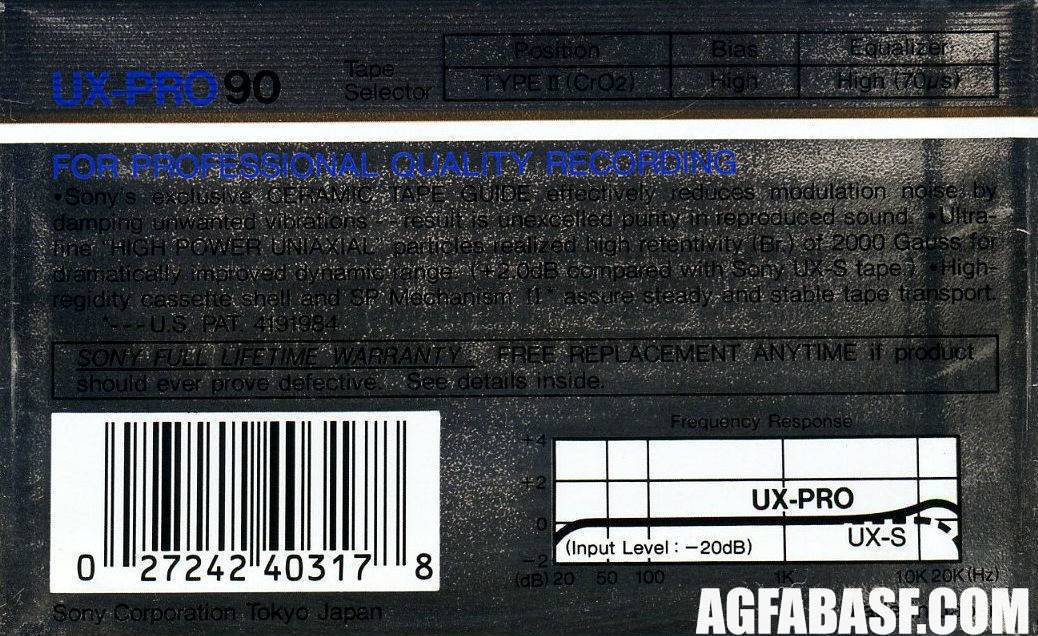 UX-PRO 90
Tape
Selector
Position Bias Equalizer
TYPE II (CrO2) High High (70μs)
FOR PROFESSIONAL QUALITY RECORDING
•Sony's exclusive CERAMIC TAPE GUIDE effectively reduces modulation noise by
damping unwanted vibrations---result is unexcelled purity in reproduced sound. •Ultra-
fine "HIGH POWER UNIAXIAL" particles realized high retentivity (Br.) of 2000 Gauss for
dramatically improved dynamic range. (+2.0dB compared with Sony UX-S tape.) •High-
regidity cassette shell and SP Mechanism II* assure steady and stable tape transport.
*---U.S. PAT. 4191984
SONY FULL LIFETIME WARRANTY. FREE REPLACEMENT ANYTIME if product
should ever prove defective. See details inside.
Frequency Response
+4
+2
0
-2
UX-PRO
UX-S
(Input Level : -20dB)
(dB) 20 50 100 1K 10K 20K (Hz)
0 27242 40317 8
Sony Corporation Tokyo Japan
AGFABASF.COM